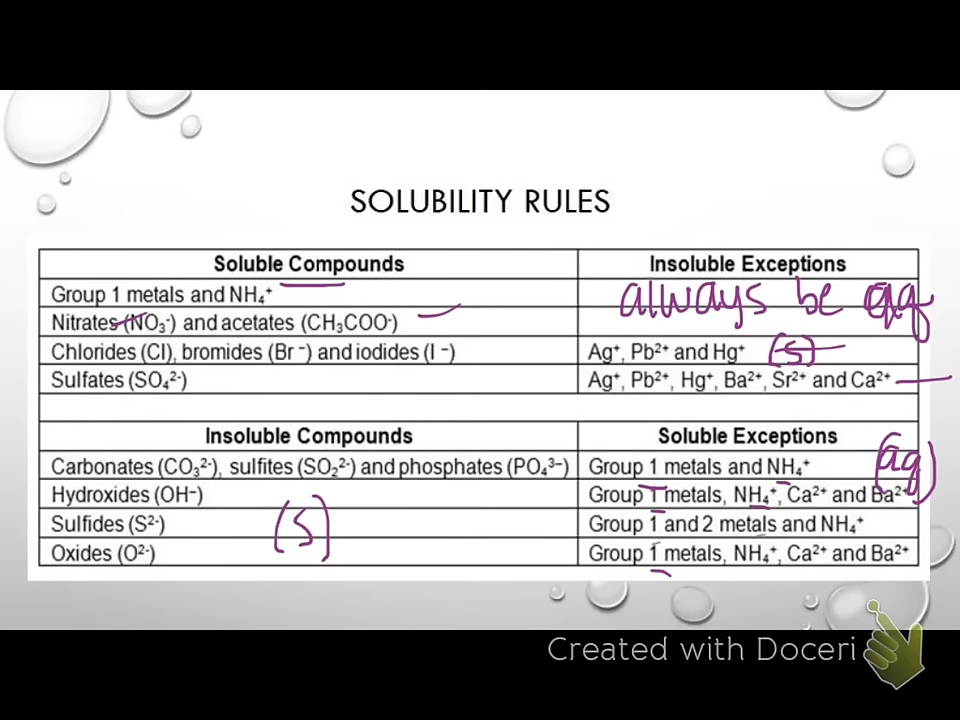 SOLUBILITY RULES
Soluble Compounds Insoluble Exceptions
Group 1 metals and NH₄⁺ always be aq
Nitrates (NO₃⁻) and acetates (CH₃COO⁻)
Chlorides (Cl), bromides (Br ⁻) and iodides (I ⁻) Ag⁺, Pb²⁺ and Hg⁺ (s)
Sulfates (SO₄²⁻) Ag⁺, Pb²⁺, Hg⁺, Ba²⁺, Sr²⁺ and Ca²⁺
Insoluble Compounds Soluble Exceptions
Carbonates (CO₃²⁻), sulfites (SO₂²⁻) and phosphates (PO₄³⁻) Group 1 metals and NH₄⁺ (aq)
Hydroxides (OH⁻) Group 1 metals, NH₄⁺, Ca²⁺ and Ba²⁺
Sulfides (S²⁻) (s) Group 1 and 2 metals and NH₄⁺
Oxides (O²⁻) Group 1 metals, NH₄⁺, Ca²⁺ and Ba²⁺
Created with Doceri